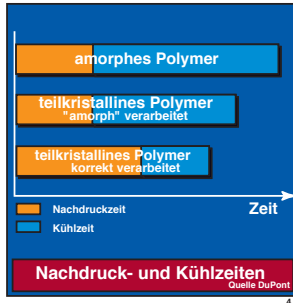 amorphes Polymer
teilkristallines Polymer
"amorph" verarbeitet
teilkristallines Polymer
korrekt verarbeitet
Zeit
Nachdruckzeit
Kühlzeit
Nachdruck- und Kühlzeiten
Quelle DuPont
4